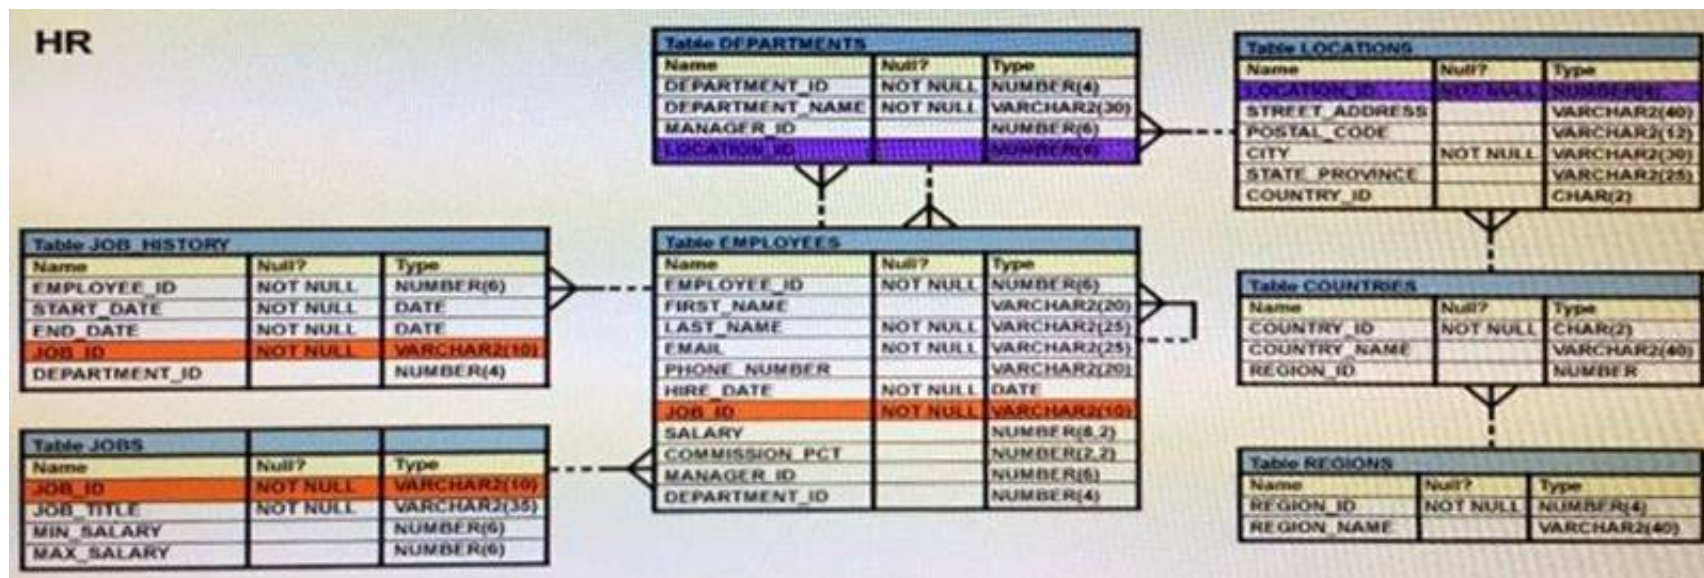 HR
Table DEPARTMENTS
Name Null? Type
DEPARTMENT_ID NOT NULL NUMBER(4)
DEPARTMENT_NAME NOT NULL VARCHAR2(30)
MANAGER_ID NUMBER(6)
LOCATION_ID NUMBER(4)
Table LOCATIONS
Name Null? Type
LOCATION_ID NOT NULL NUMBER(4)
STREET_ADDRESS VARCHAR2(40)
POSTAL_CODE VARCHAR2(12)
CITY NOT NULL VARCHAR2(30)
STATE_PROVINCE VARCHAR2(25)
COUNTRY_ID CHAR(2)
Table JOB_HISTORY
Name Null? Type
EMPLOYEE_ID NOT NULL NUMBER(6)
START_DATE NOT NULL DATE
END_DATE NOT NULL DATE
JOB_ID NOT NULL VARCHAR2(10)
DEPARTMENT_ID NUMBER(4)
Table EMPLOYEES
Name Null? Type
EMPLOYEE_ID NOT NULL NUMBER(6)
FIRST_NAME VARCHAR2(20)
LAST_NAME NOT NULL VARCHAR2(25)
EMAIL NOT NULL VARCHAR2(25)
PHONE_NUMBER VARCHAR2(20)
HIRE_DATE NOT NULL DATE
JOB_ID NOT NULL VARCHAR2(10)
SALARY NUMBER(8,2)
COMMISSION_PCT NUMBER(2,2)
MANAGER_ID NUMBER(6)
DEPARTMENT_ID NUMBER(4)
Table COUNTRIES
Name Null? Type
COUNTRY_ID NOT NULL CHAR(2)
COUNTRY_NAME VARCHAR2(40)
REGION_ID NUMBER
Table JOBS
Name Null? Type
JOB_ID NOT NULL VARCHAR2(10)
JOB_TITLE NOT NULL VARCHAR2(35)
MIN_SALARY NUMBER(6)
MAX_SALARY NUMBER(6)
Table REGIONS
Name Null? Type
REGION_ID NOT NULL NUMBER(4)
REGION_NAME VARCHAR2(40)